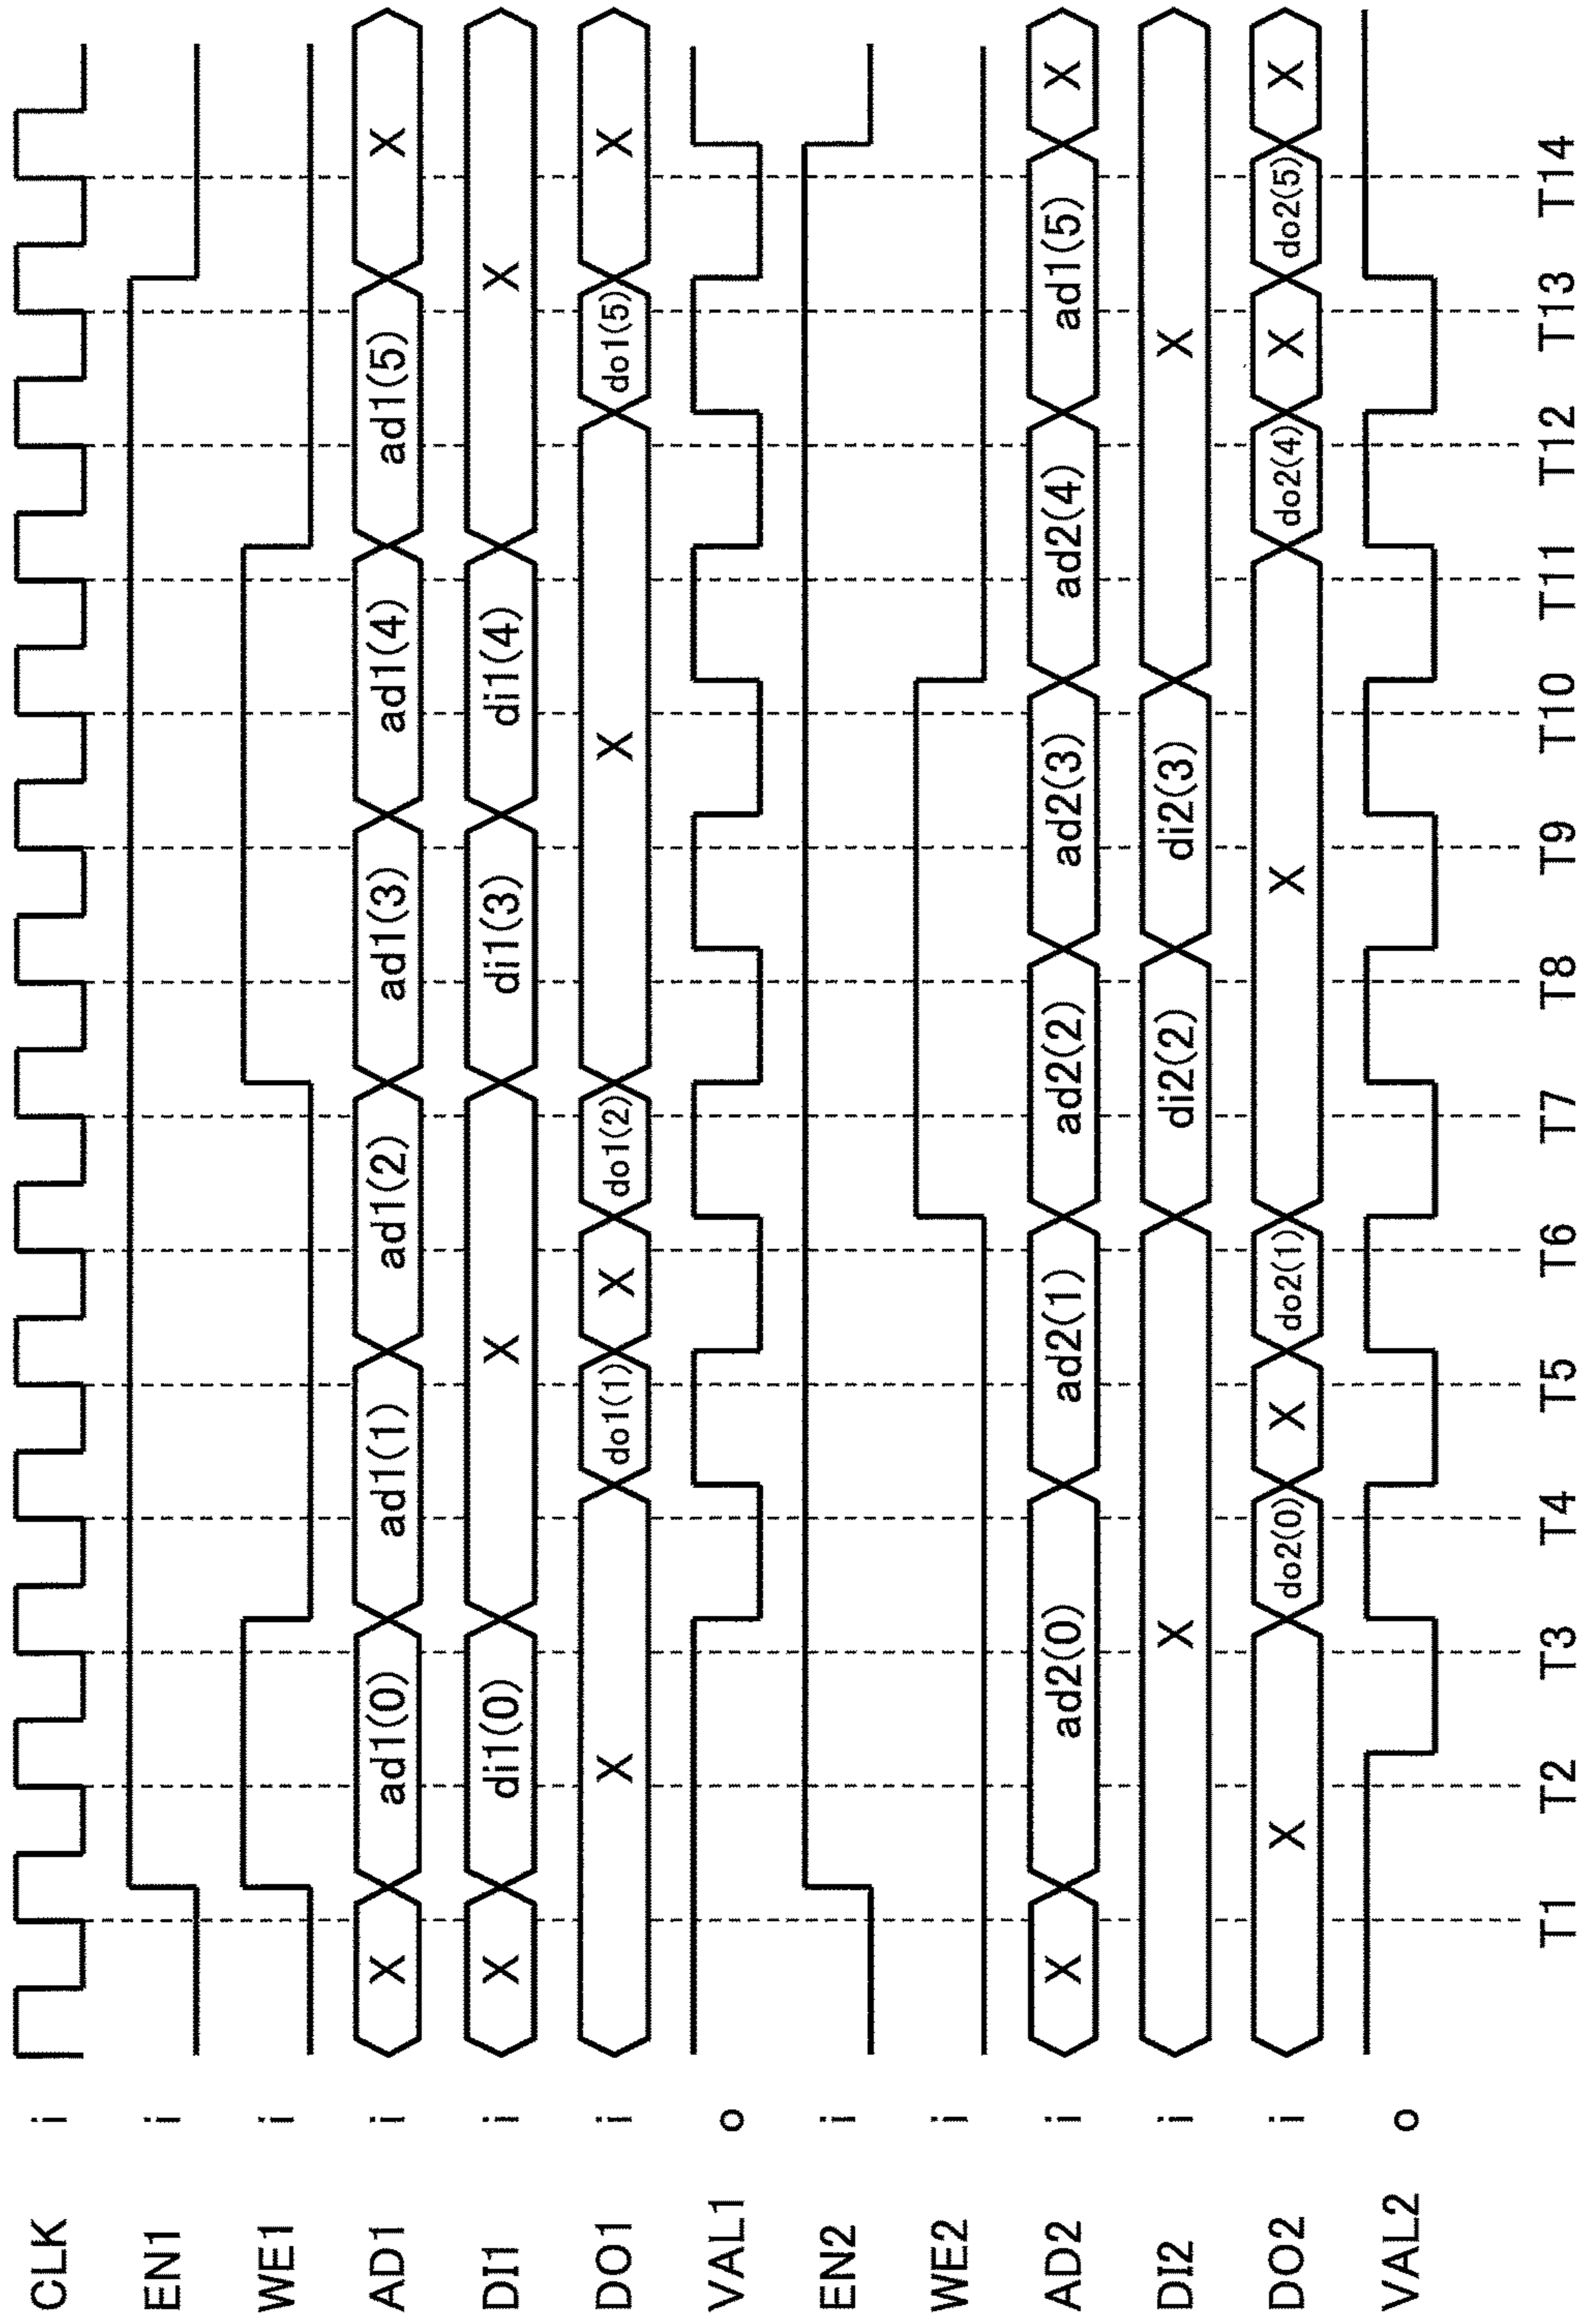 CLK i
EN1 i
WE1 i
AD1 i X ad1(0) ad1(1) ad1(2) ad1(3) ad1(4) ad1(5) X
DI1 i X di1(0) X di1(3) di1(4) X
DO1 i X do1(1) X do1(2) X do1(5) X
VAL1 o
EN2 i
WE2 i
AD2 i X ad2(0) ad2(1) ad2(2) ad2(3) ad2(4) ad1(5) X
DI2 i X di2(2) di2(3) X
DO2 i X do2(0) X do2(1) X do2(4) X do2(5) X
VAL2 o
T1 T2 T3 T4 T5 T6 T7 T8 T9 T10 T11 T12 T13 T14